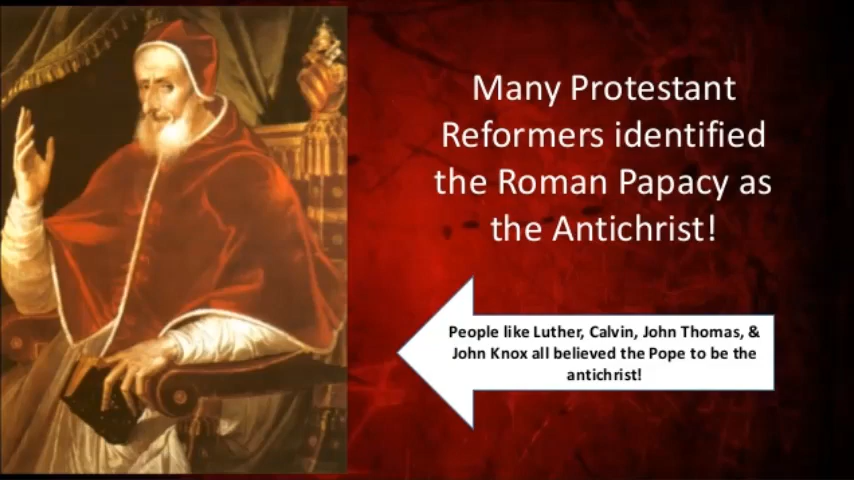 Many Protestant
Reformers identified
the Roman Papacy as
the Antichrist!
People like Luther, Calvin, John Thomas, &
John Knox all believed the Pope to be the
antichrist!